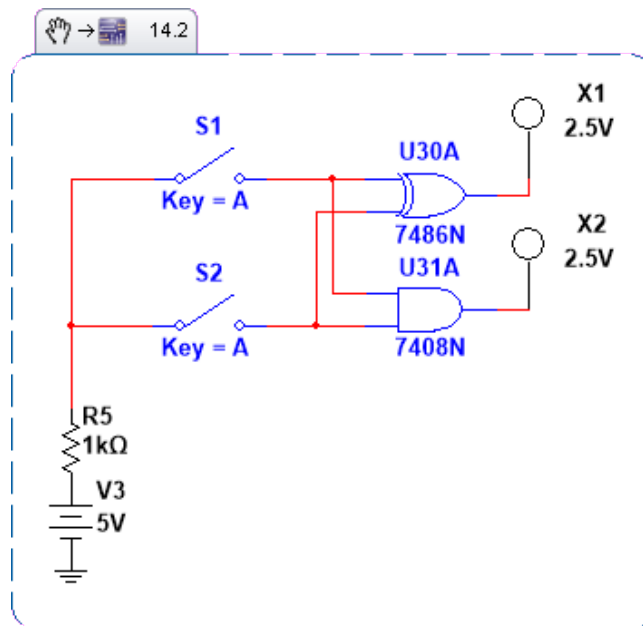 14.2
X1
2.5V
S1
U30A
Key = A
7486N
X2
2.5V
S2
U31A
Key = A
7408N
R5
1kΩ
V3
5V